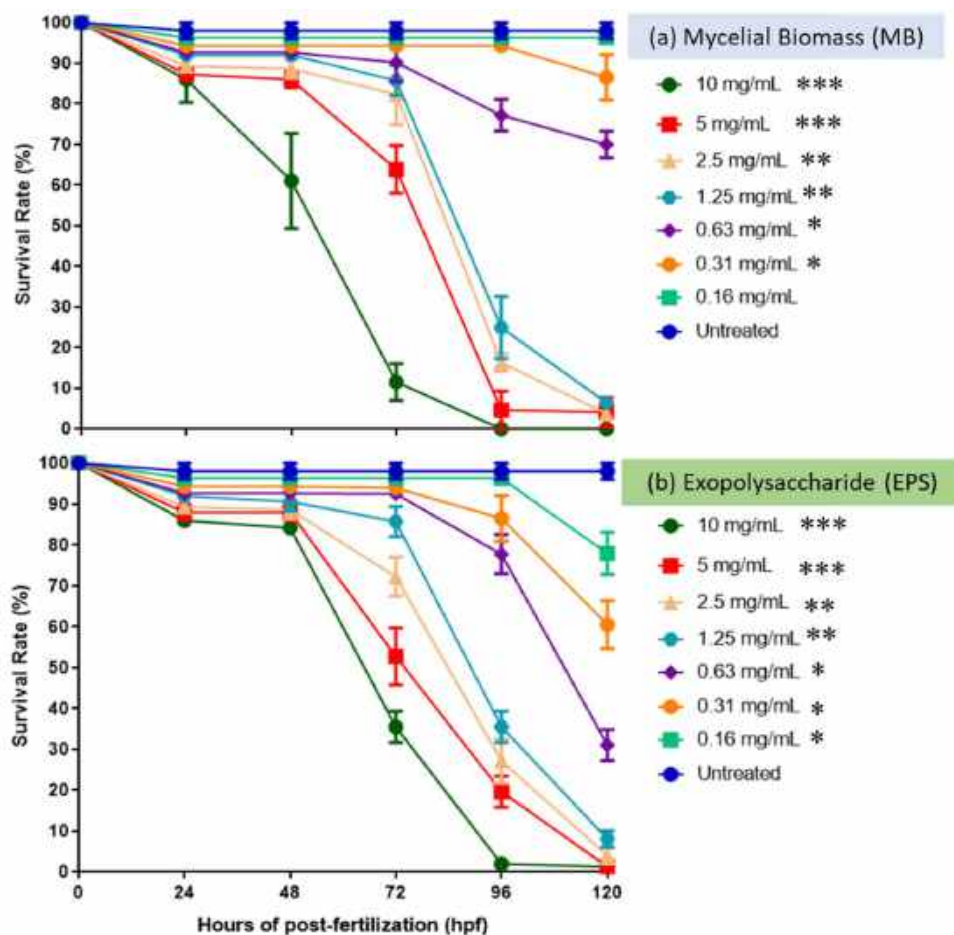 100
90
80
70
60
50
40
30
20
10
0
Survival Rate (%)
(a) Mycelial Biomass (MB)
10 mg/mL ***
5 mg/mL ***
2.5 mg/mL **
1.25 mg/mL **
0.63 mg/mL *
0.31 mg/mL *
0.16 mg/mL
Untreated
100
90
80
70
60
50
40
30
20
10
0
Survival Rate (%)
0 24 48 72 96 120
Hours of post-fertilization (hpf)
(b) Exopolysaccharide (EPS)
10 mg/mL ***
5 mg/mL ***
2.5 mg/mL **
1.25 mg/mL **
0.63 mg/mL *
0.31 mg/mL *
0.16 mg/mL *
Untreated